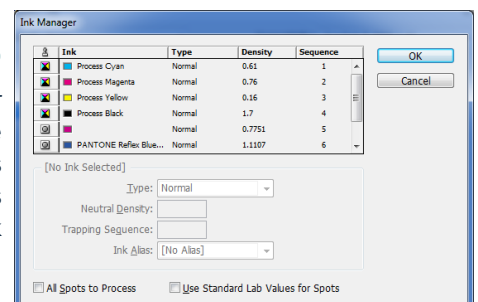 Ink Manager
Ink Type Density Sequence
Process Cyan Normal 0.61 1
Process Magenta Normal 0.76 2
Process Yellow Normal 0.16 3
Process Black Normal 1.7 4
Normal 0.7751 5
PANTONE Reflex Blue... Normal 1.1107 6
OK
Cancel
[No Ink Selected]
Type: Normal
Neutral Density:
Trapping Sequence:
Ink Alias: [No Alias]
All Spots to Process Use Standard Lab Values for Spots